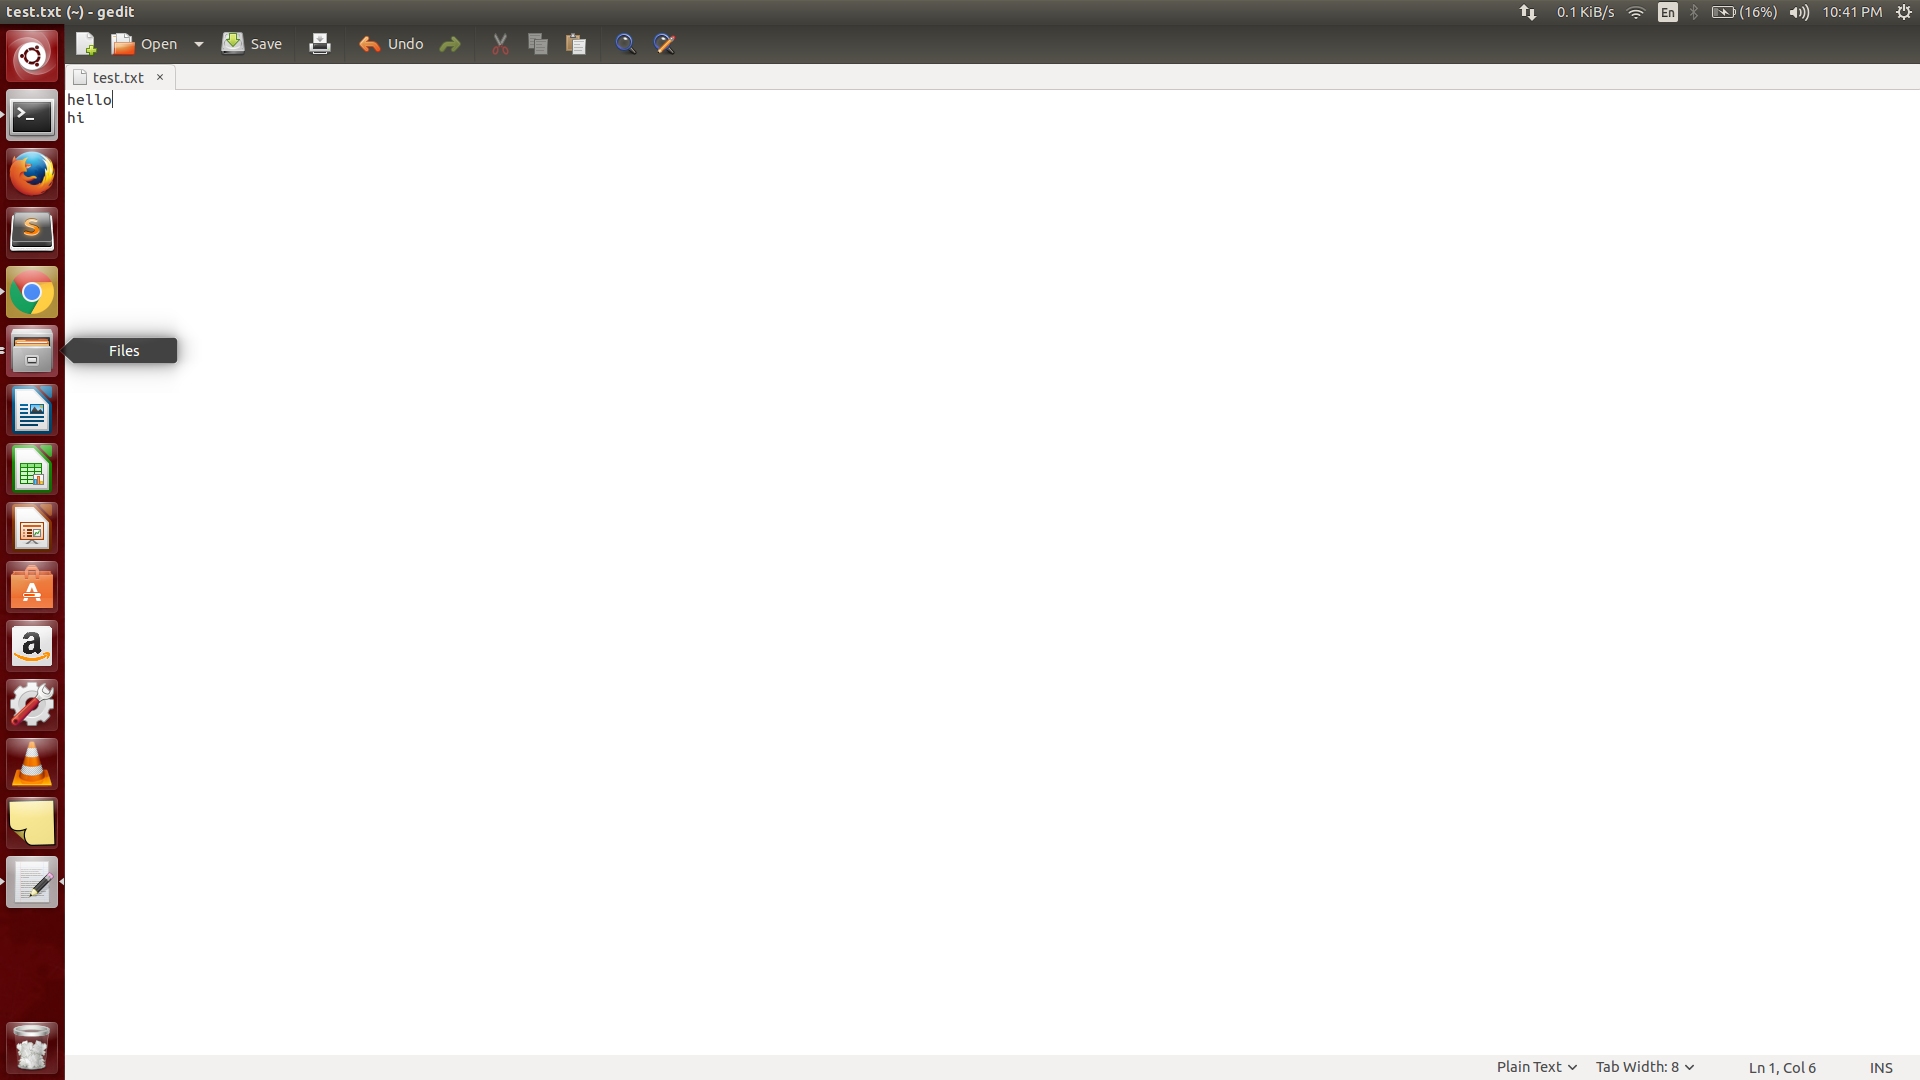 test.txt (~) - gedit
0.1 KiB/s
En
(16%)
10:41 PM
Open
Save
Undo
test.txt ×
hello
hi
Files
Plain Text
Tab Width: 8
Ln 1, Col 6
INS